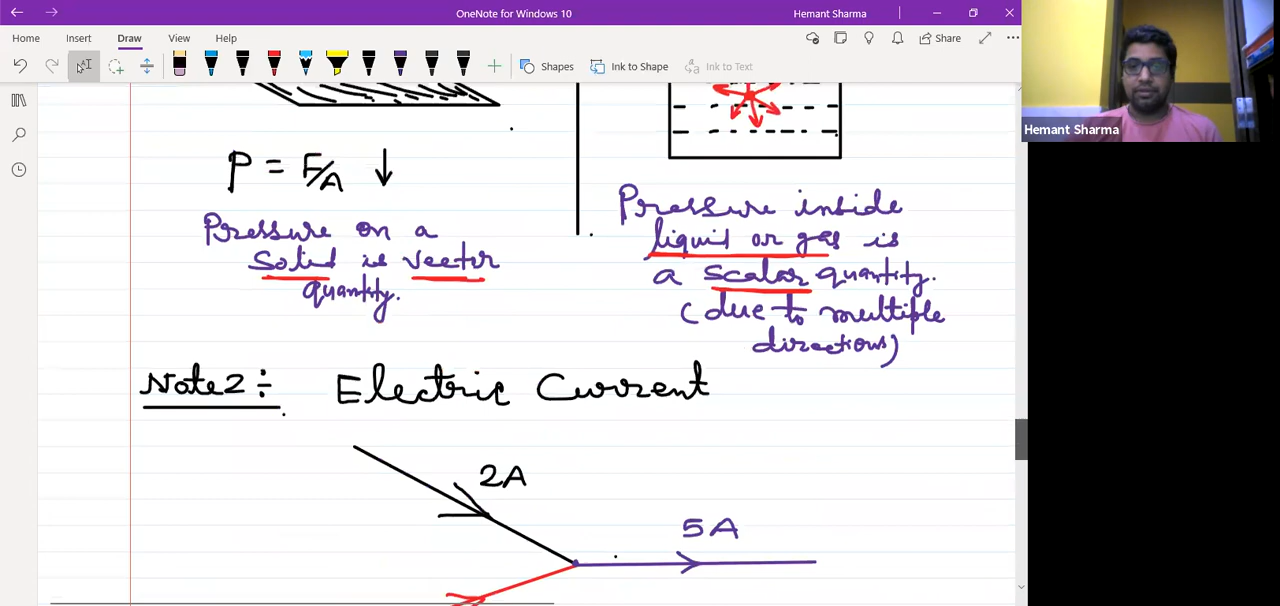 OneNote for Windows 10
Hemant Sharma
Home
Insert
Draw
View
Help
Share
Shapes
Ink to Shape
Ink to Text
Hemant Sharma
P = F/A ↓
Pressure on a
Solid is vector
quantity.
Pressure inside
liquid or gas is
a scalar quantity.
(due to multiple
directions)
Note 2 ÷
Electric Current
2A
5A